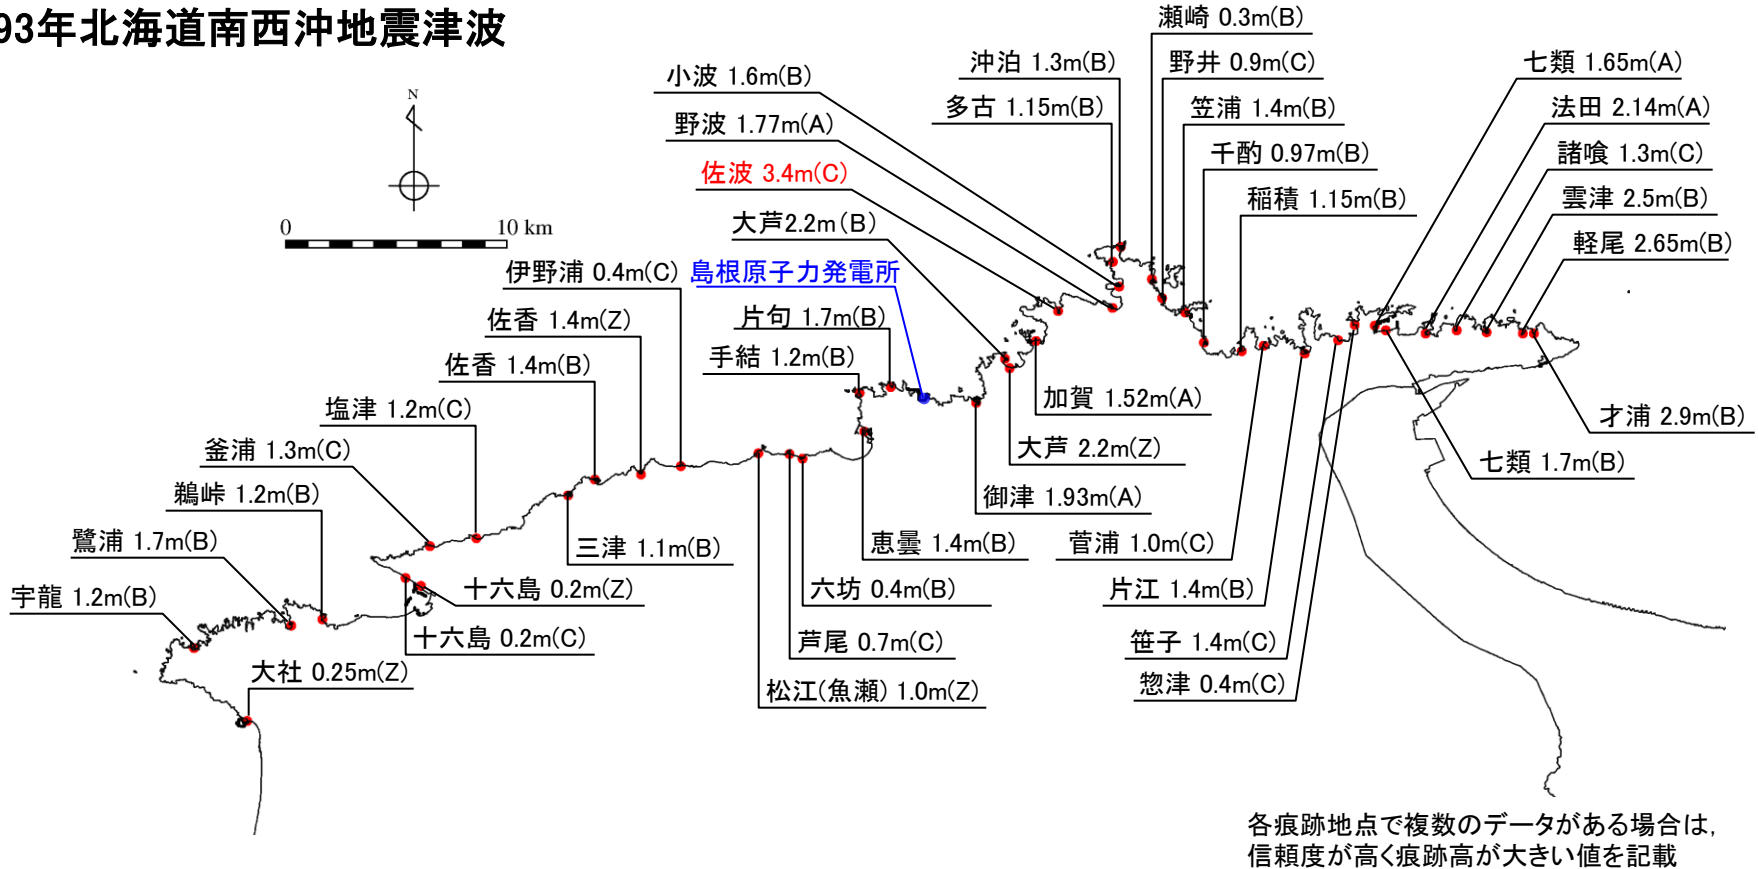 93年北海道南西沖地震津波
N
0 10 km
瀬崎 0.3m(B)
沖泊 1.3m(B)
野井 0.9m(C)
七類 1.65m(A)
小波 1.6m(B)
多古 1.15m(B)
笠浦 1.4m(B)
法田 2.14m(A)
野波 1.77m(A)
千酌 0.97m(B)
諸喰 1.3m(C)
佐波 3.4m(C)
稲積 1.15m(B)
雲津 2.5m(B)
大芦2.2m(B)
軽尾 2.65m(B)
伊野浦 0.4m(C)
島根原子力発電所
佐香 1.4m(Z)
片句 1.7m(B)
佐香 1.4m(B)
手結 1.2m(B)
塩津 1.2m(C)
加賀 1.52m(A)
才浦 2.9m(B)
釜浦 1.3m(C)
大芦 2.2m(Z)
七類 1.7m(B)
鵜峠 1.2m(B)
御津 1.93m(A)
鷺浦 1.7m(B)
三津 1.1m(B)
恵曇 1.4m(B)
菅浦 1.0m(C)
宇龍 1.2m(B)
十六島 0.2m(Z)
六坊 0.4m(B)
片江 1.4m(B)
十六島 0.2m(C)
芦尾 0.7m(C)
笹子 1.4m(C)
大社 0.25m(Z)
松江(魚瀬) 1.0m(Z)
惣津 0.4m(C)
各痕跡地点で複数のデータがある場合は,
信頼度が高く痕跡高が大きい値を記載